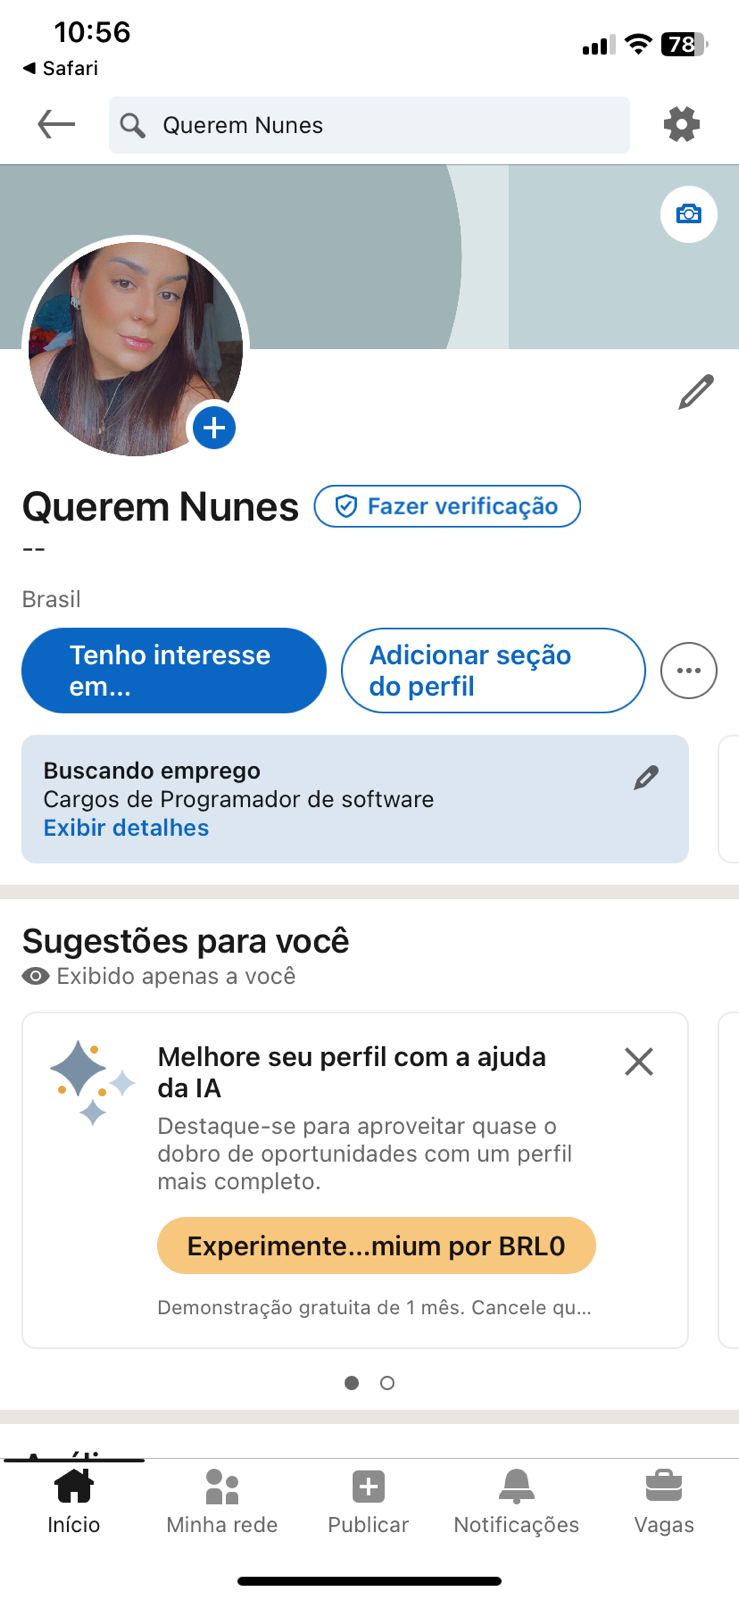 10:56
78
◀ Safari
Querem Nunes
Querem Nunes
Fazer verificação
--
Brasil
Tenho interesse
em...
Adicionar seção
do perfil
Buscando emprego
Cargos de Programador de software
Exibir detalhes
Sugestões para você
Exibido apenas a você
Melhore seu perfil com a ajuda
da IA
Destaque-se para aproveitar quase o
dobro de oportunidades com um perfil
mais completo.
Experimente...mium por BRL0
Demonstração gratuita de 1 mês. Cancele qu...
Início
Minha rede
Publicar
Notificações
Vagas